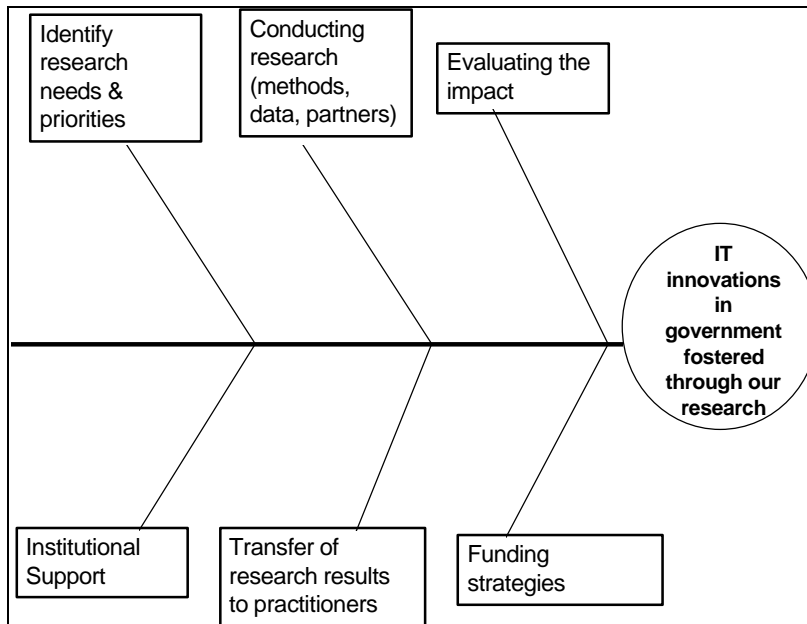 Identify
research
needs &
priorities
Conducting
research
(methods,
data, partners)
Evaluating the
impact
IT
innovations
in
government
fostered
through our
research
Institutional
Support
Transfer of
research results
to practitioners
Funding
strategies